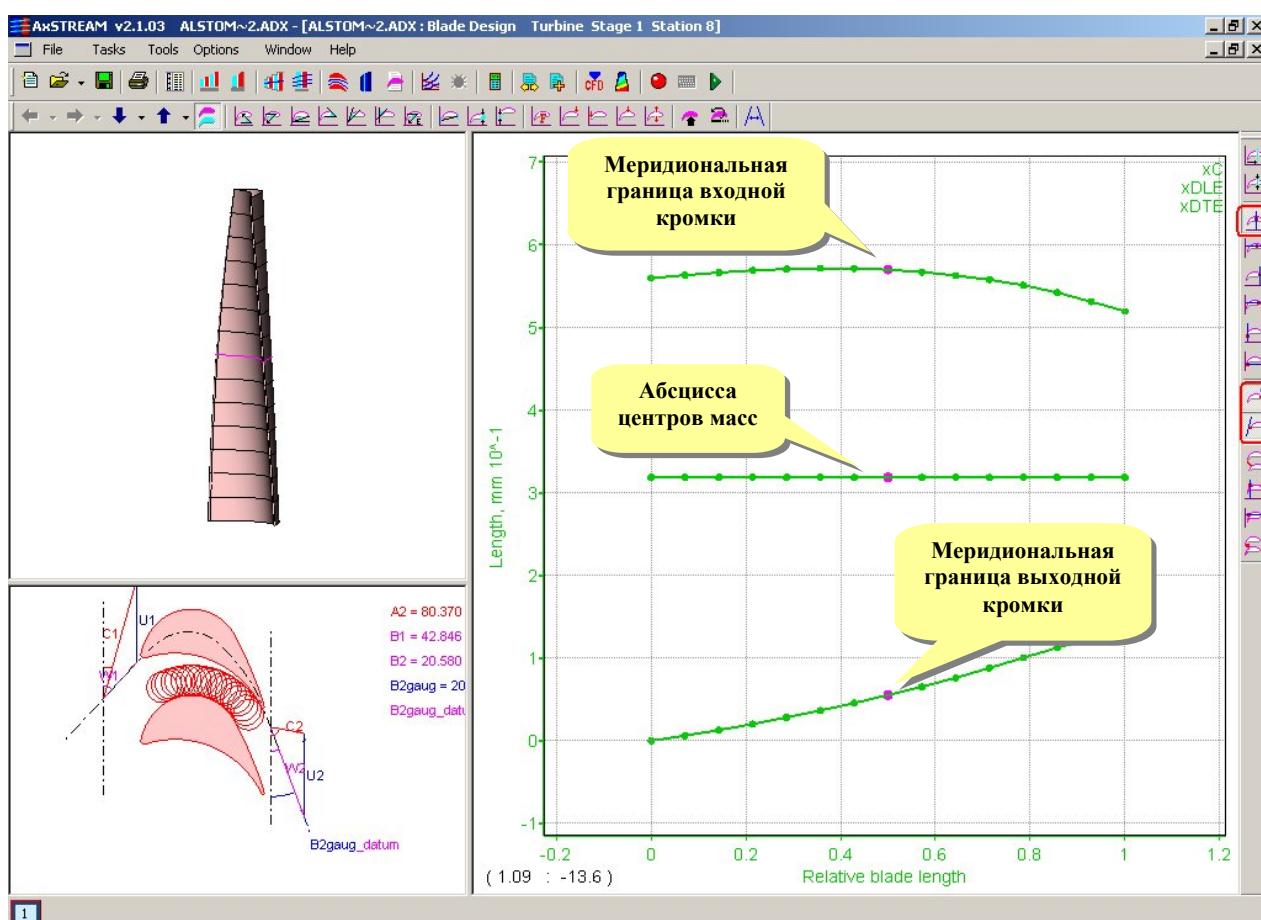 AxSTREAM v2.1.03 ALSTOM~2.ADX - [ALSTOM~2.ADX : Blade Design Turbine Stage 1 Station 8]
File Tasks Tools Options Window Help
CFD
A2 = 80.370
B1 = 42.846
B2 = 20.580
B2gaug = 20
B2gaug_datu
U1
C1
W1
C2
W2
U2
B2gaug_datum
xC
xDLE
xDTE
Меридиональная
граница входной
кромки
Абсцисса
центров масс
Меридиональная
граница выходной
кромки
Length, mm 10^-1
7
6
5
4
3
2
1
0
-1
-0.2 0 0.2 0.4 0.6 0.8 1 1.2
( 1.09 : -13.6 )
Relative blade length
1